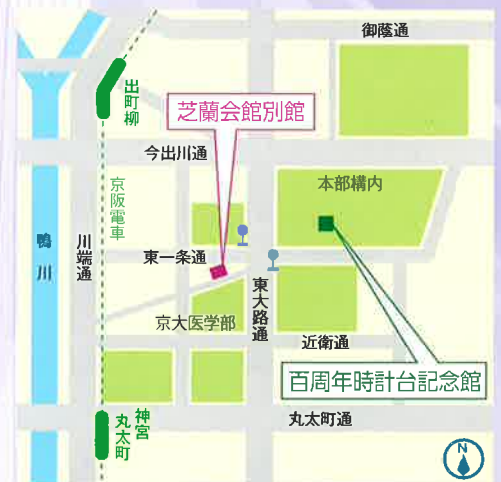 御蔭通
出町柳
芝蘭会館別館
今出川通
本部構内
京阪電車
鴨川
川端通
東一条通
東大路通
京大医学部
近衛通
百周年時計台記念館
神宮
丸太町
丸太町通
N